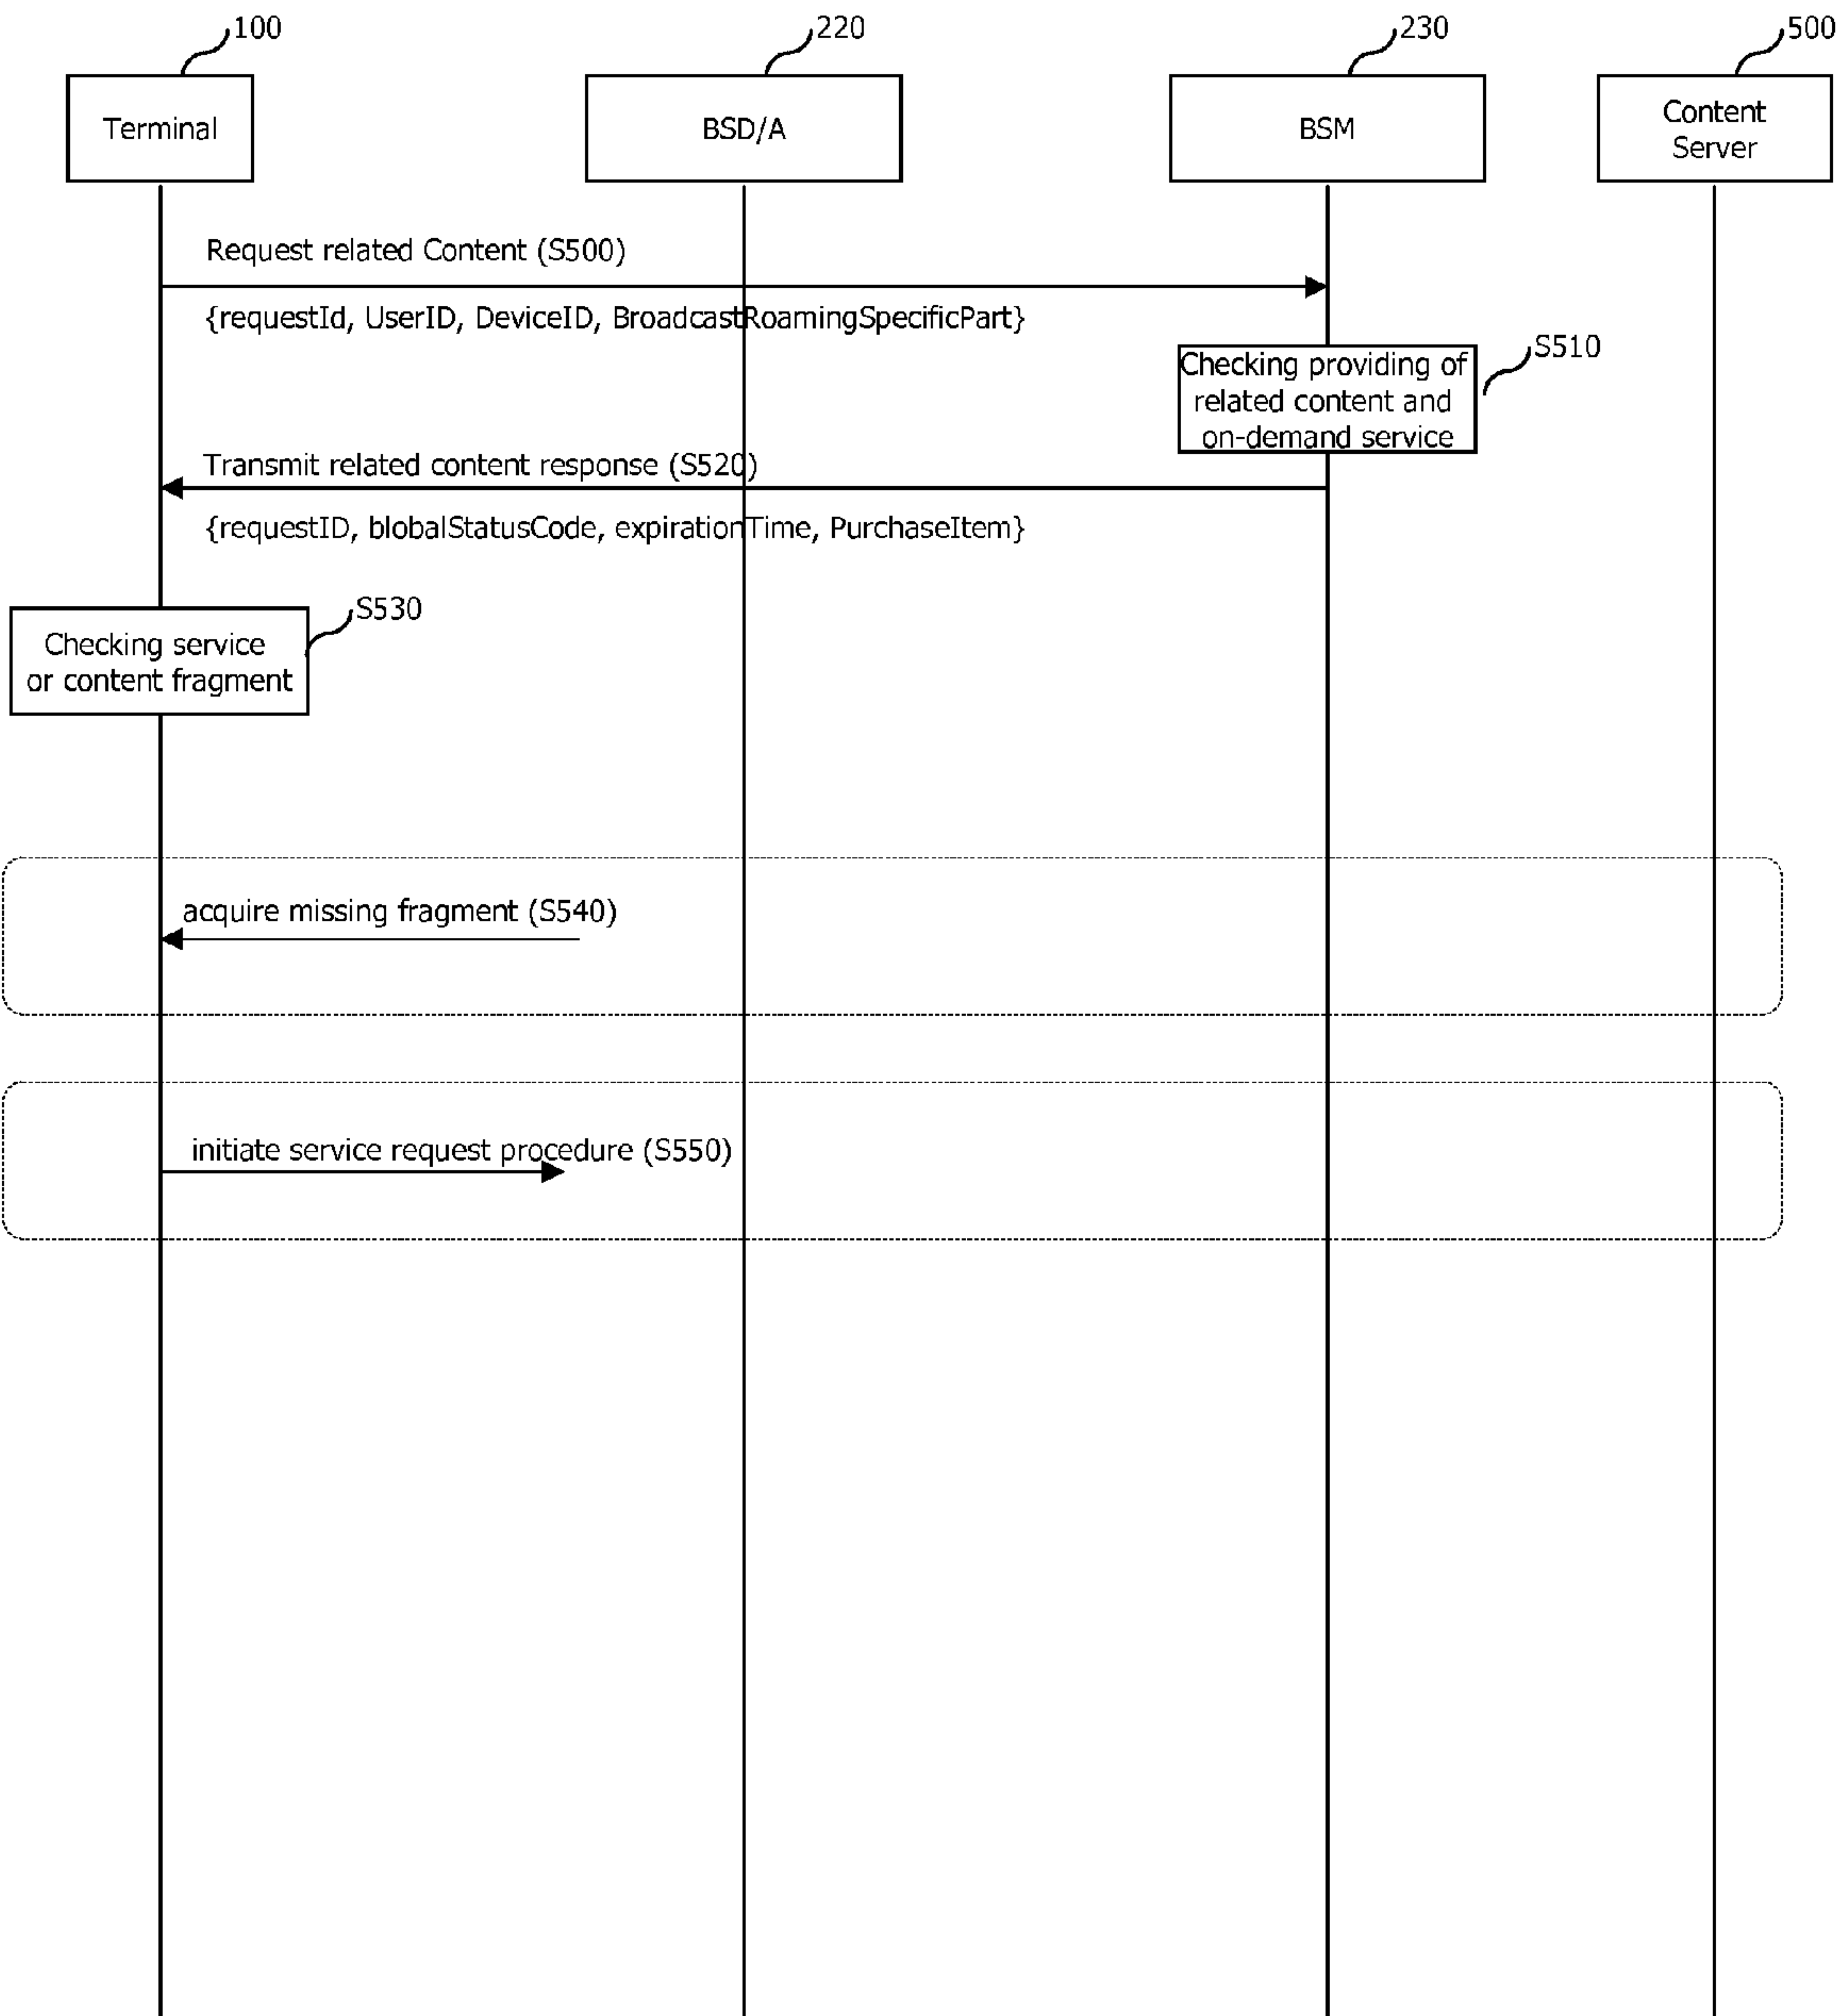 100
220
230
500
Terminal
BSD/A
BSM
Content
Server
Request related Content (S500)
{requestId, UserID, DeviceID, BroadcastRoamingSpecificPart}
S510
Checking providing of
related content and
on-demand service
Transmit related content response (S520)
{requestID, blobalStatusCode, expirationTime, PurchaseItem}
S530
Checking service
or content fragment
acquire missing fragment (S540)
initiate service request procedure (S550)